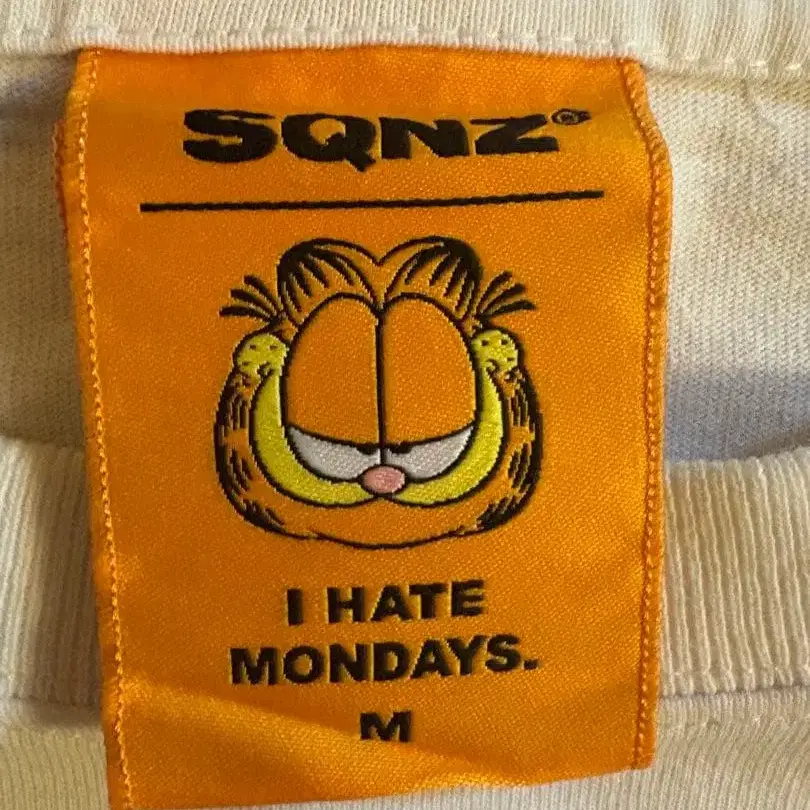 SQNZ®
I HATE
MONDAYS.
M